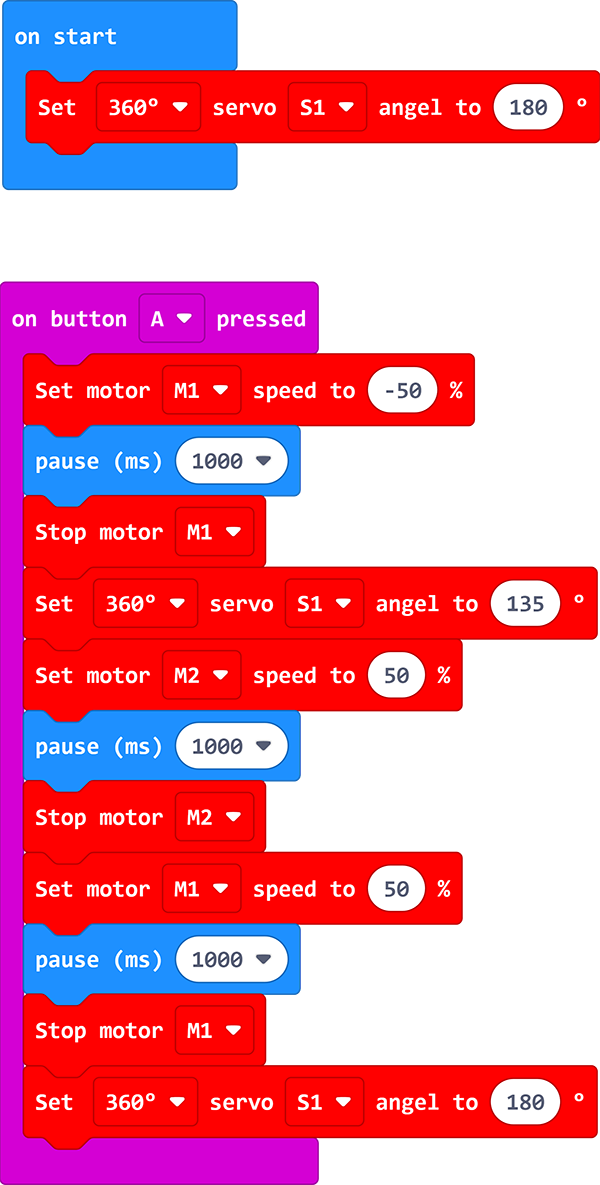 on start
Set 360° servo S1 angel to 180 °
on button A pressed
Set motor M1 speed to -50 %
pause (ms) 1000
Stop motor M1
Set 360° servo S1 angel to 135 °
Set motor M2 speed to 50 %
pause (ms) 1000
Stop motor M2
Set motor M1 speed to 50 %
pause (ms) 1000
Stop motor M1
Set 360° servo S1 angel to 180 °